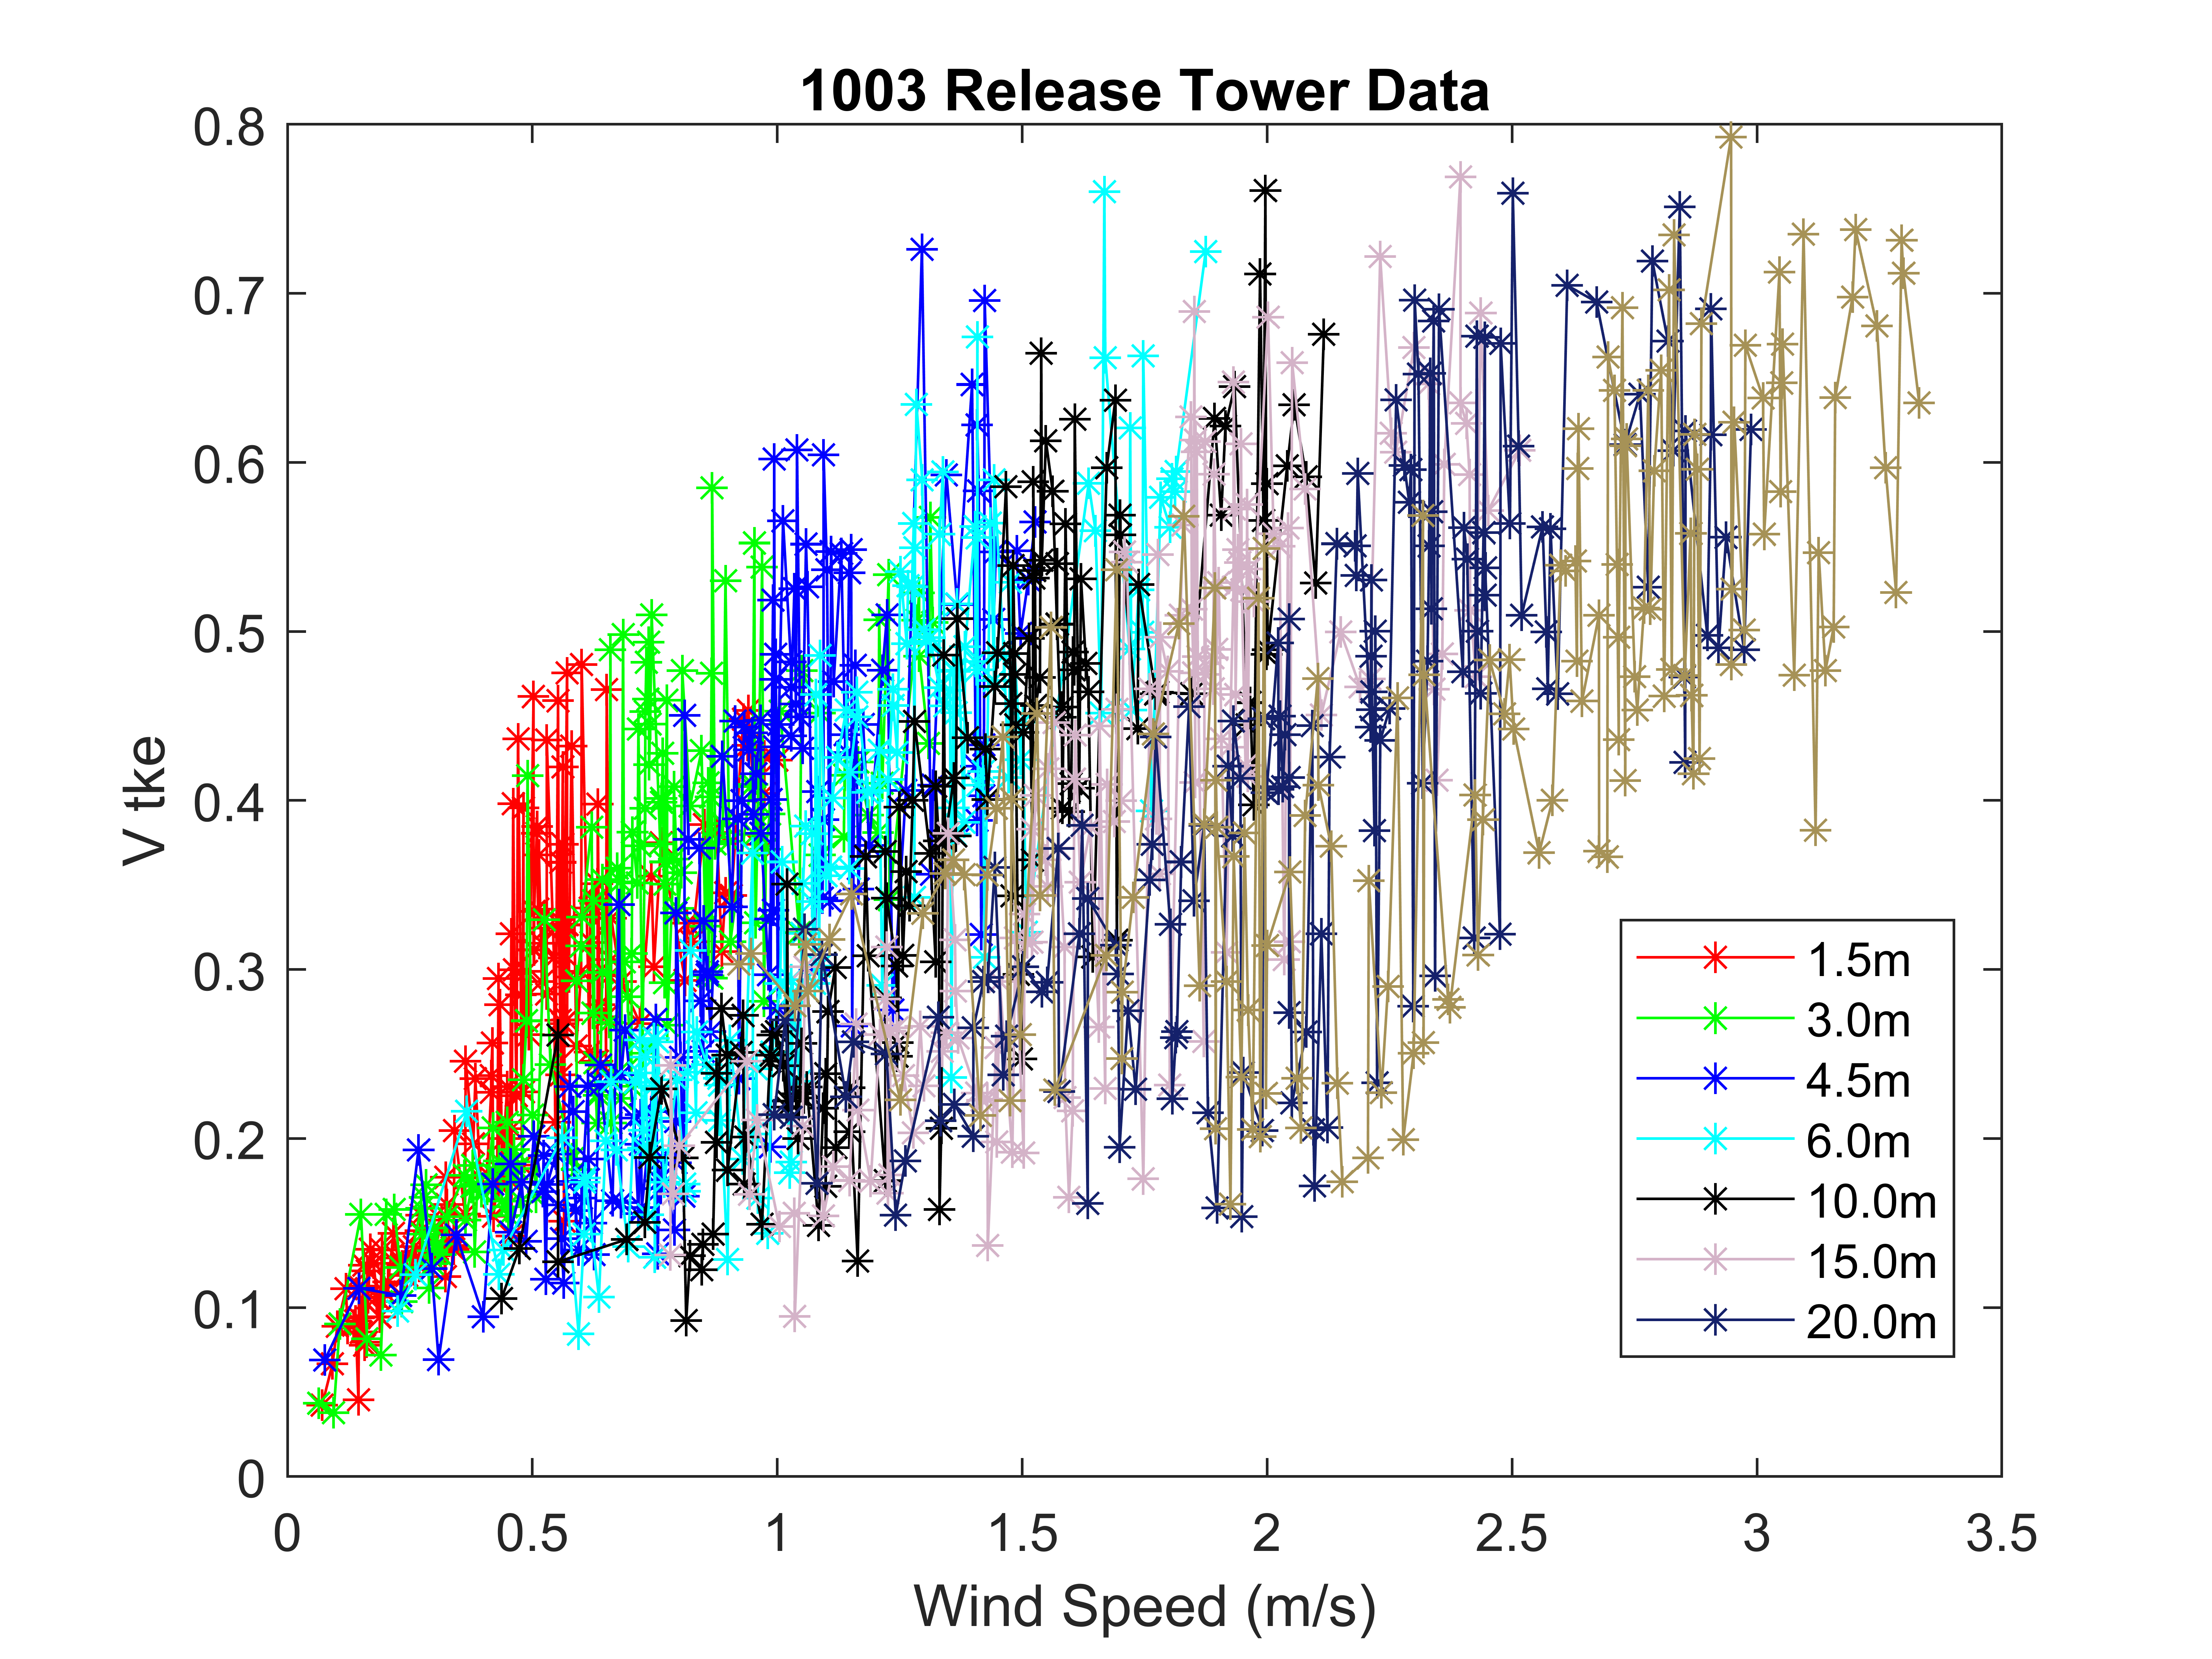 1003 Release Tower Data
0.8
0.7
0.6
0.5
0.4
0.3
0.2
0.1
0
V tke
0 0.5 1 1.5 2 2.5 3 3.5
Wind Speed (m/s)
1.5m
3.0m
4.5m
6.0m
10.0m
15.0m
20.0m